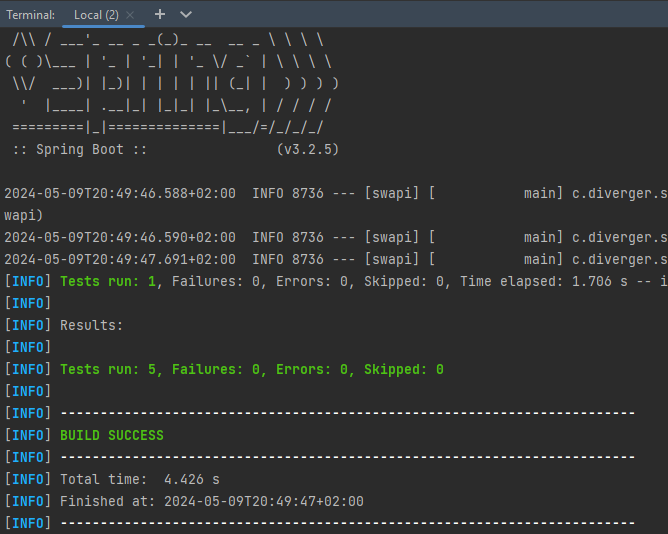 Terminal: Local (2) × + ⌄
 /\\ / ___'_ __ _ _(_)_ __  __ _ \ \ \ \
( ( )\___ | '_ | '_| | '_ \/ _` | \ \ \ \
 \\/  ___)| |_)| | | | | || (_| |  ) ) ) )
  '  |____| .__|_| |_|_| |_\__, | / / / /
 =========|_|==============|___/=/_/_/_/
 :: Spring Boot ::                (v3.2.5)
2024-05-09T20:49:46.588+02:00  INFO 8736 --- [swapi] [           main] c.diverger.s
wapi)
2024-05-09T20:49:46.590+02:00  INFO 8736 --- [swapi] [           main] c.diverger.s
2024-05-09T20:49:47.691+02:00  INFO 8736 --- [swapi] [           main] c.diverger.s
[INFO] Tests run: 1, Failures: 0, Errors: 0, Skipped: 0, Time elapsed: 1.706 s -- i
[INFO]
[INFO] Results:
[INFO]
[INFO] Tests run: 5, Failures: 0, Errors: 0, Skipped: 0
[INFO]
[INFO] ------------------------------------------------------------------------
[INFO] BUILD SUCCESS
[INFO] ------------------------------------------------------------------------
[INFO] Total time:  4.426 s
[INFO] Finished at: 2024-05-09T20:49:47+02:00
[INFO] ------------------------------------------------------------------------